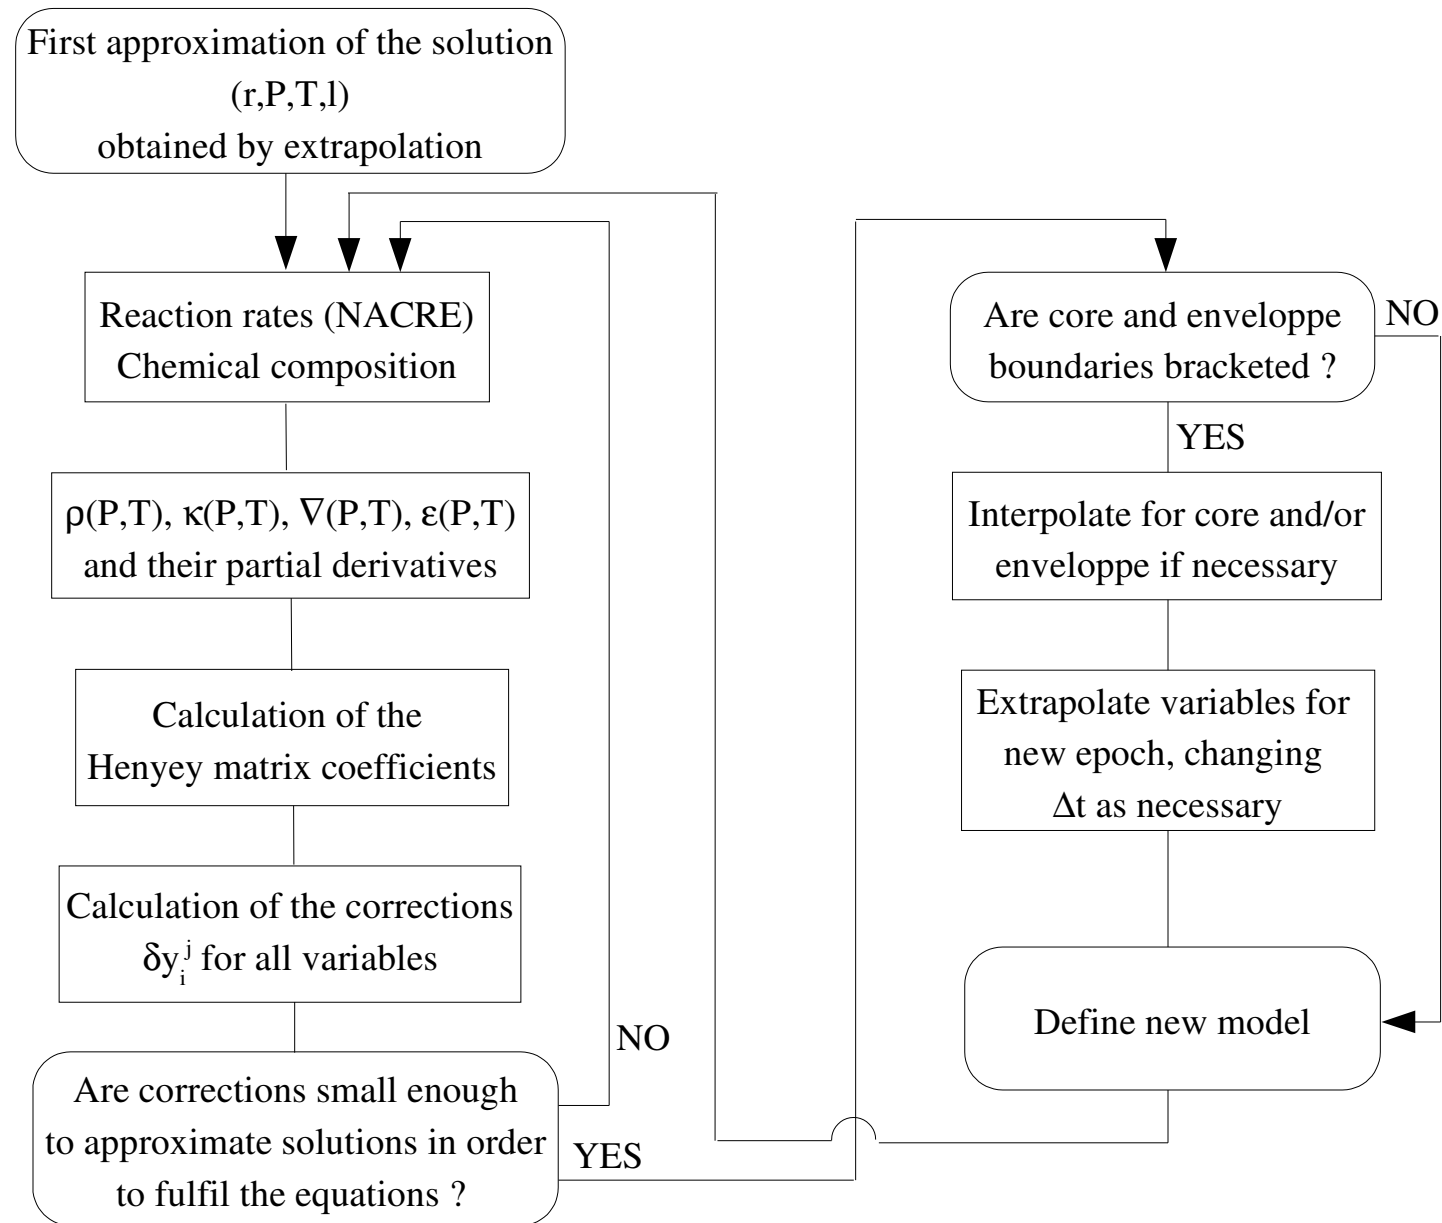 First approximation of the solution
(r,P,T,l)
obtained by extrapolation
Reaction rates (NACRE)
Chemical composition
ρ(P,T), κ(P,T), ∇(P,T), ε(P,T)
and their partial derivatives
Calculation of the
Henyey matrix coefficients
Calculation of the corrections
δy_i^j for all variables
NO
Are corrections small enough
to approximate solutions in order
to fulfil the equations ?
YES
Are core and enveloppe
boundaries bracketed ?
NO
YES
Interpolate for core and/or
enveloppe if necessary
Extrapolate variables for
new epoch, changing
Δt as necessary
Define new model